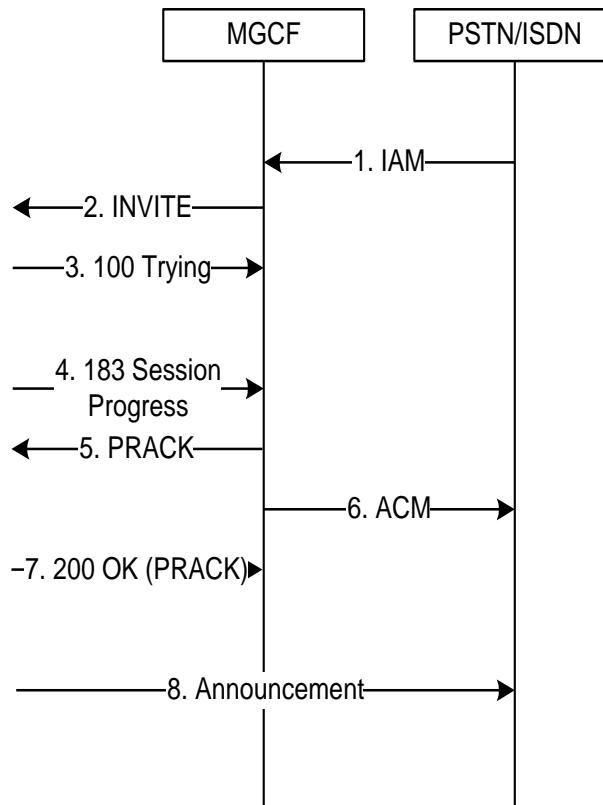 MGCF
PSTN/ISDN
1. IAM
2. INVITE
3. 100 Trying
4. 183 Session
Progress
5. PRACK
6. ACM
7. 200 OK (PRACK)
8. Announcement